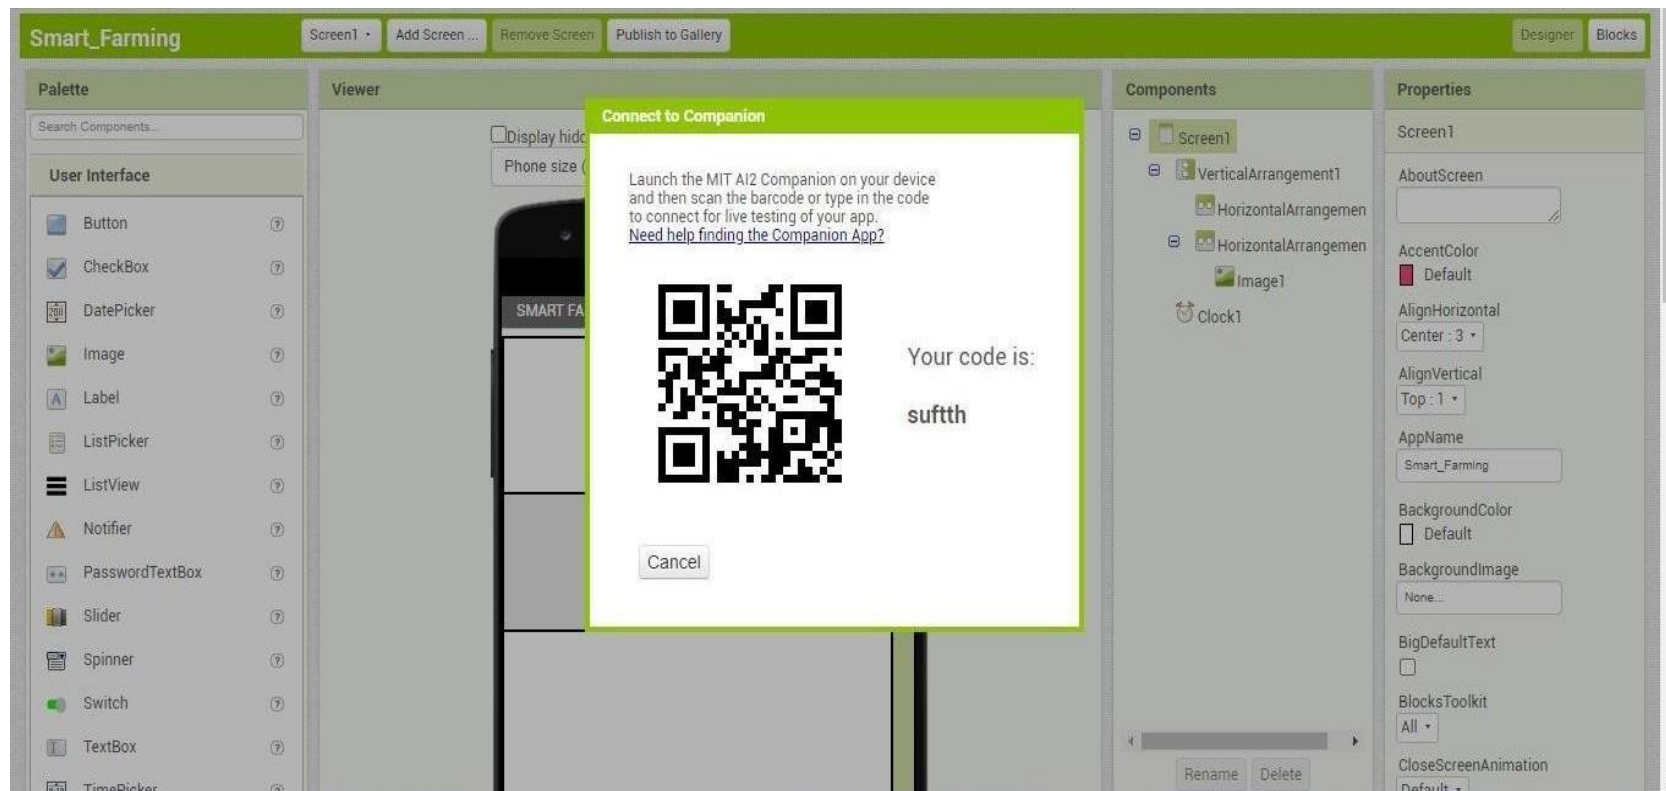 Smart_Farming
Screen1
Add Screen ...
Remove Screen
Publish to Gallery
Designer
Blocks
Palette
Search Components...
User Interface
Button
CheckBox
DatePicker
Image
Label
ListPicker
ListView
Notifier
PasswordTextBox
Slider
Spinner
Switch
TextBox
TimePicker
Viewer
Display hidd
Phone size (
SMART FA
Connect to Companion
Launch the MIT AI2 Companion on your device
and then scan the barcode or type in the code
to connect for live testing of your app.
Need help finding the Companion App?
Your code is:
suftth
Cancel
Components
Screen1
VerticalArrangement1
HorizontalArrangemen
HorizontalArrangemen
Image1
Clock1
Rename
Delete
Properties
Screen1
AboutScreen
AccentColor
Default
AlignHorizontal
Center : 3
AlignVertical
Top : 1
AppName
Smart_Farming
BackgroundColor
Default
BackgroundImage
None...
BigDefaultText
BlocksToolkit
All
CloseScreenAnimation
Default